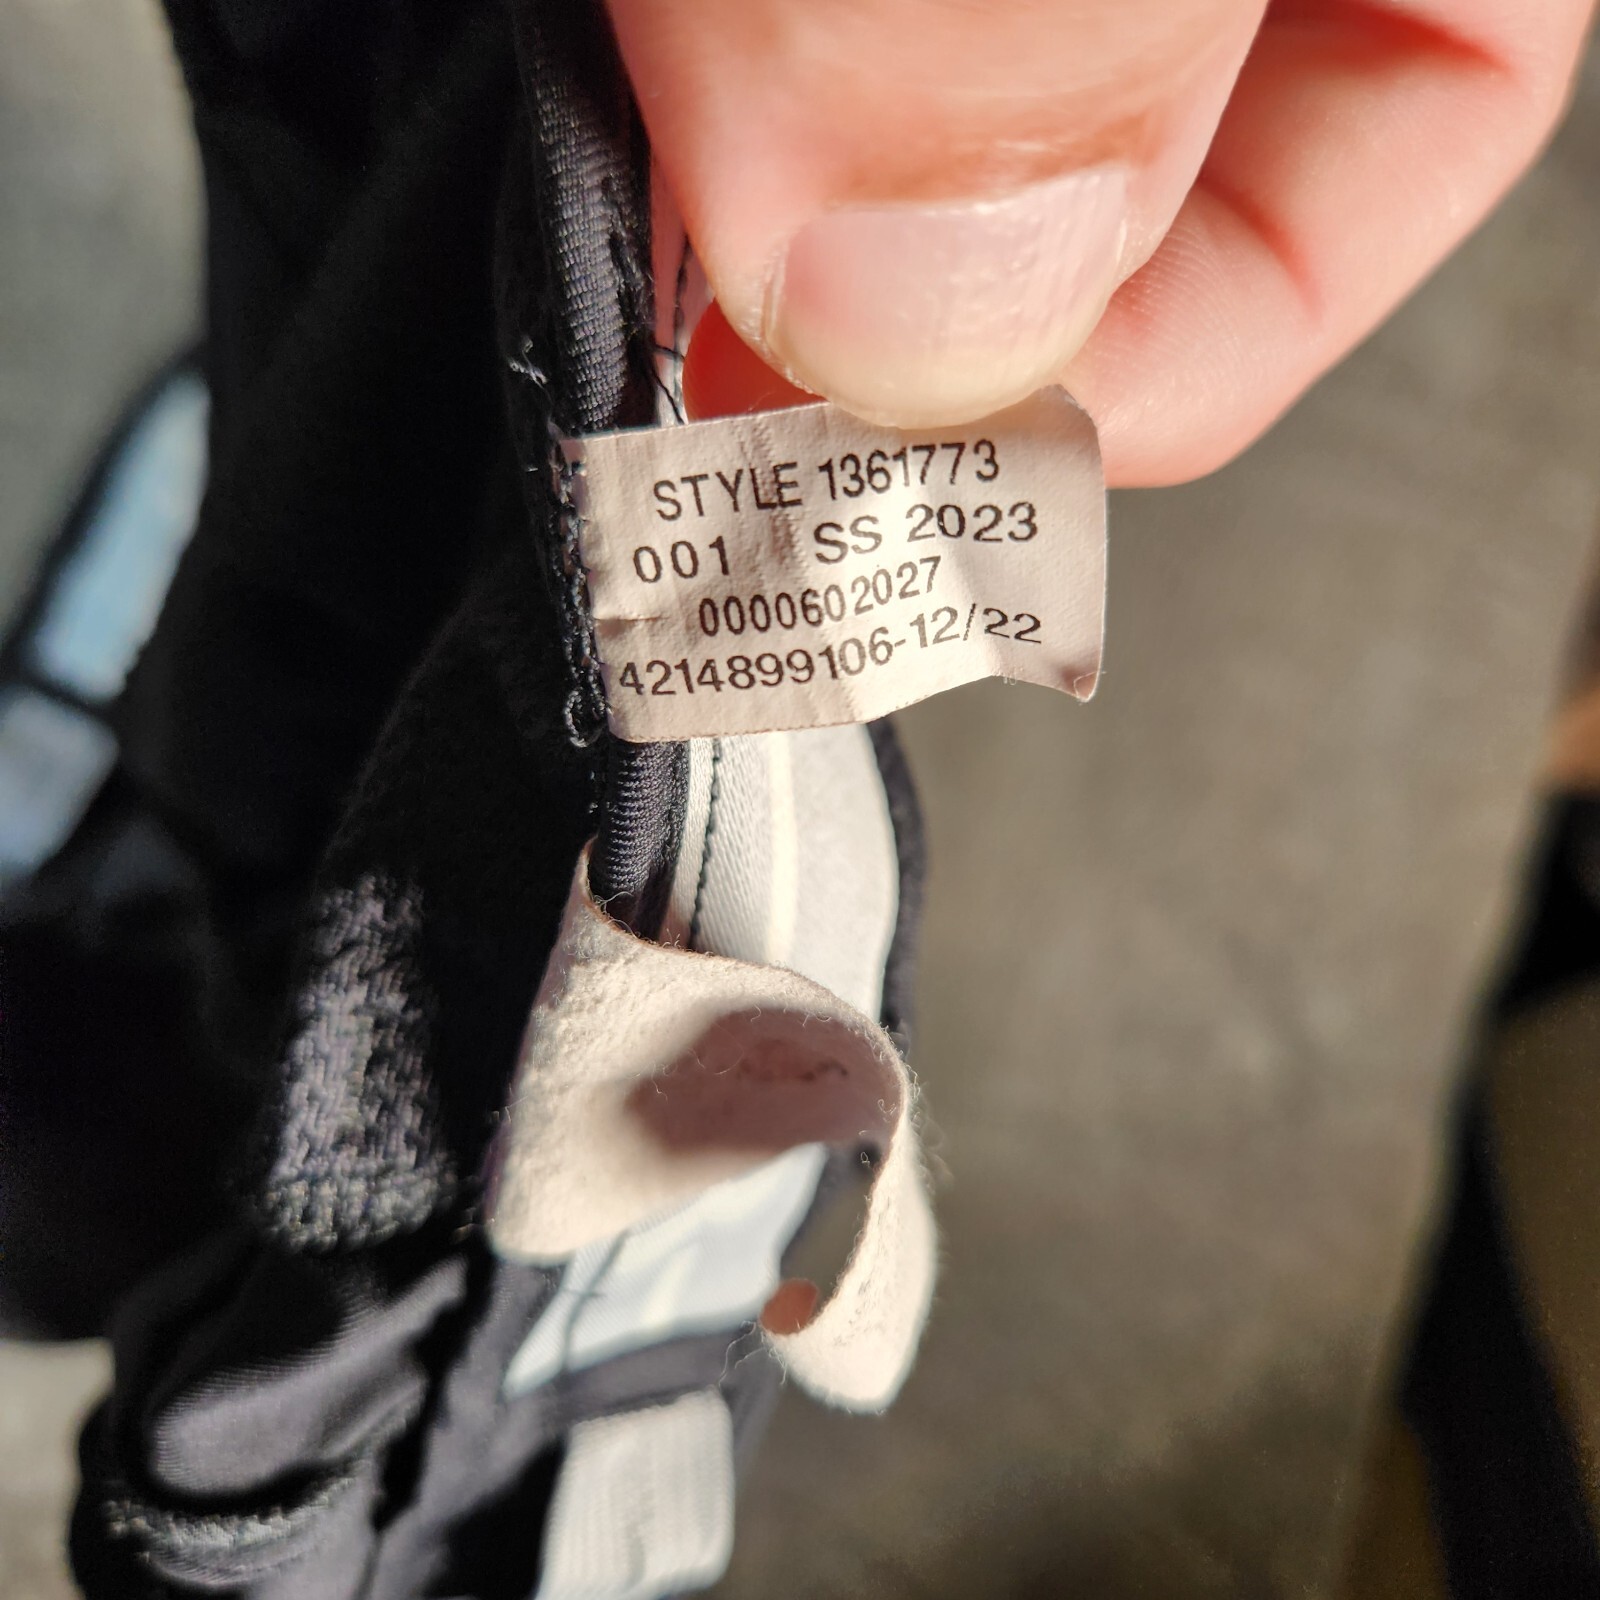 STYLE 1361773
001 SS 2023
0000602027
4214899106-12/22